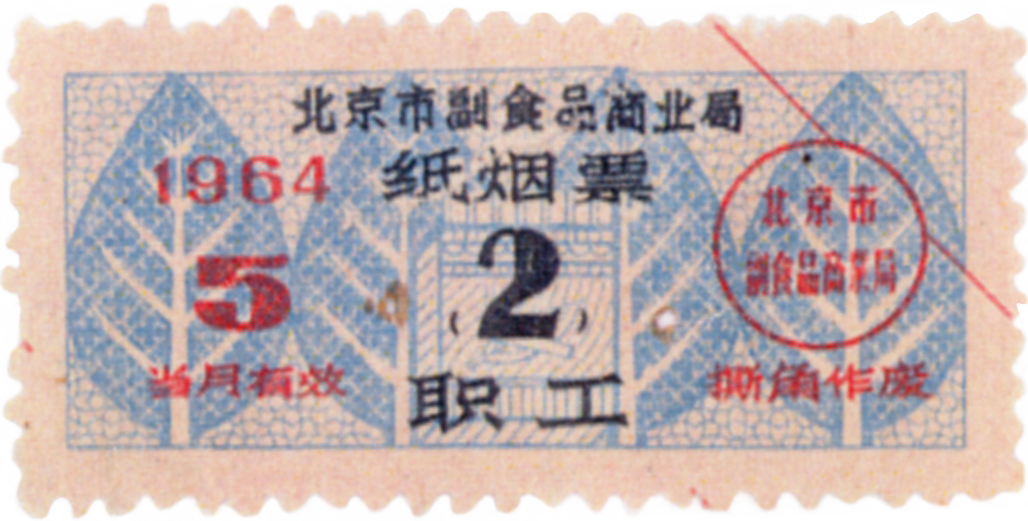 北京市副食品商业局
纸烟票
1964
5
当月有效
(2)
职工
北京市
副食品商業局
撕角作废